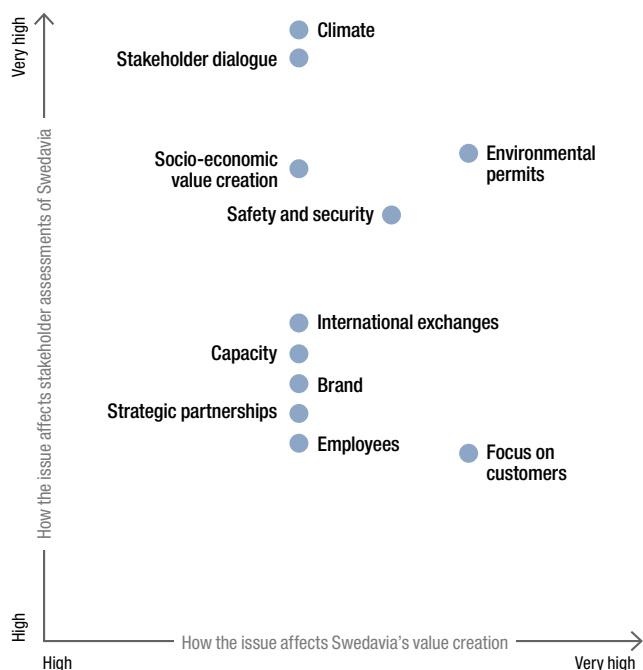 Very high
How the issue affects stakeholder assessments of Swedavia
High
Climate
Stakeholder dialogue
Socio-economic
value creation
Environmental
permits
Safety and security
International exchanges
Capacity
Brand
Strategic partnerships
Employees
Focus on
customers
How the issue affects Swedavia's value creation
High
Very high